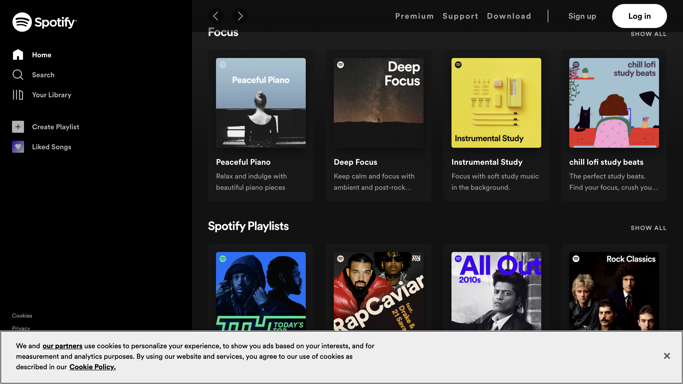 Spotify
Premium Support Download
Sign up
Log in
Home
Search
Your Library
Create Playlist
Liked Songs
Cookies
Privacy
Focus
SHOW ALL
Peaceful Piano
Deep
Focus
Instrumental Study
chill lofi
study beats
Peaceful Piano
Relax and indulge with
beautiful piano pieces
Deep Focus
Keep calm and focus with
ambient and post-rock...
Instrumental Study
Focus with soft study music
in the background.
chill lofi study beats
The perfect study beats.
Find your focus, crush you...
Spotify Playlists
SHOW ALL
TODAY'S
RapCaviar
feat.
Drake &
21 Savage
All Out
2010s
Rock Classics
We and our partners use cookies to personalize your experience, to show you ads based on your interests, and for
measurement and analytics purposes. By using our website and services, you agree to our use of cookies as
described in our Cookie Policy.